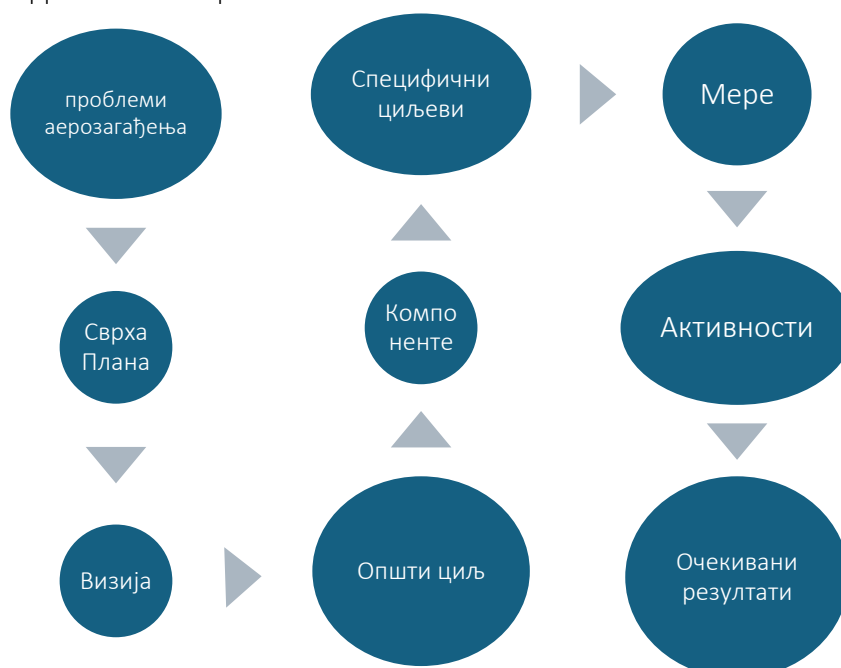 проблеми
аерозагађења
Сврха
Плана
Визија
Општи циљ
Компо
ненте
Специфични
циљеви
Мере
Активности
Очекивани
резултати